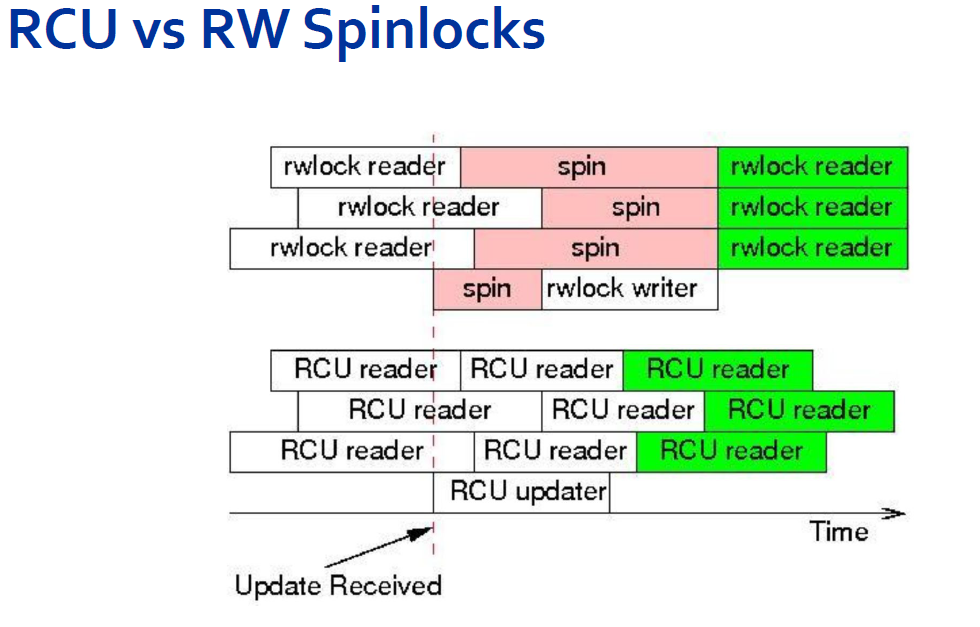 RCU vs RW Spinlocks
rwlock reader spin rwlock reader
rwlock reader spin rwlock reader
rwlock reader spin rwlock reader
spin rwlock writer
RCU reader RCU reader RCU reader
RCU reader RCU reader RCU reader
RCU reader RCU reader RCU reader
RCU updater
Time
Update Received